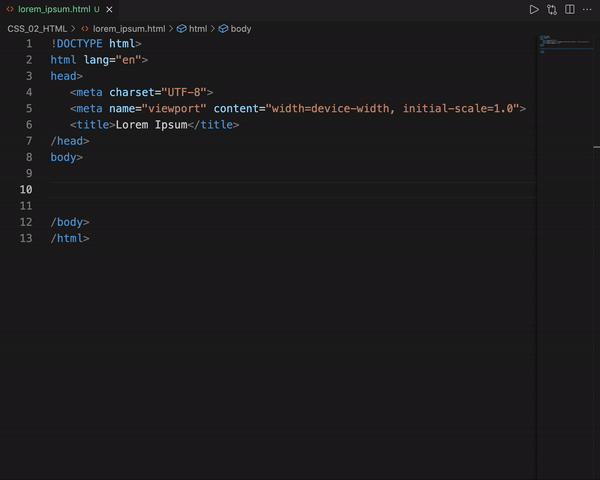 lorem_ipsum.html U
CSS_02_HTML > lorem_ipsum.html > html > body
1 !DOCTYPE html>
2 html lang="en">
3 head>
4 <meta charset="UTF-8">
5 <meta name="viewport" content="width=device-width, initial-scale=1.0">
6 <title>Lorem Ipsum</title>
7 /head>
8 body>
9
10
11
12 /body>
13 /html>